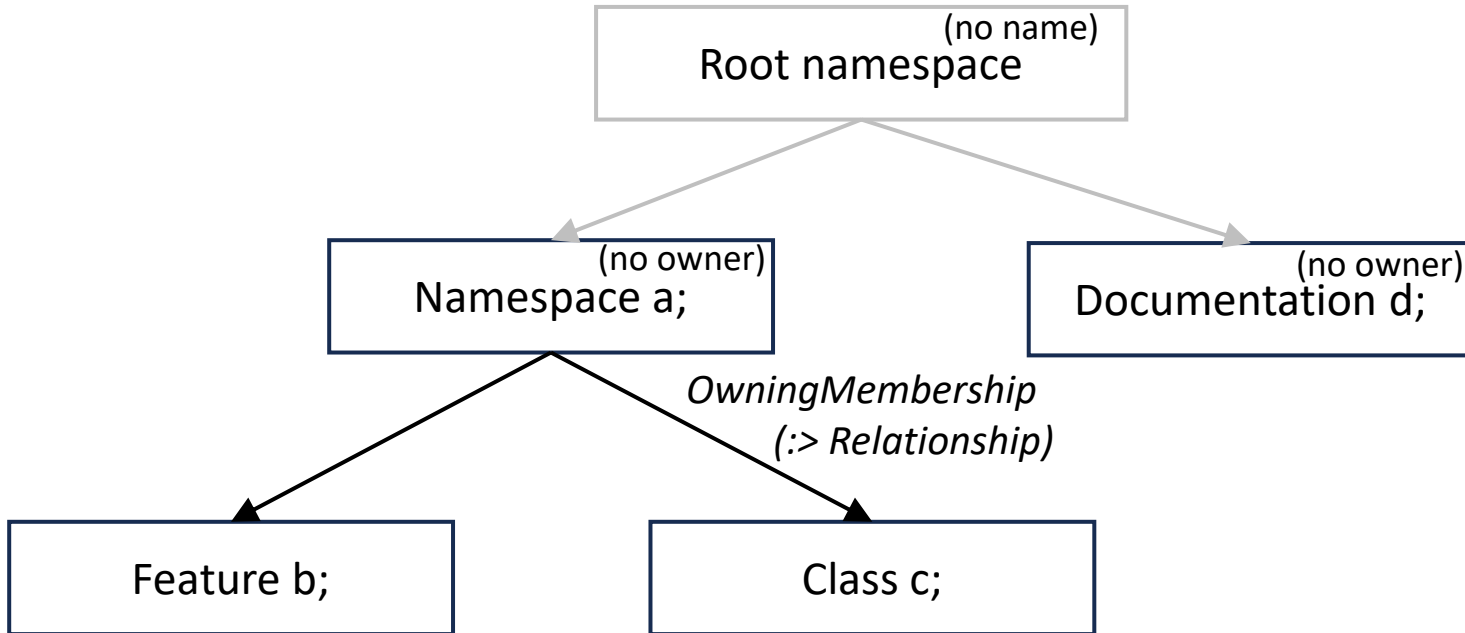 (no name)
Root namespace
(no owner)
Namespace a;
(no owner)
Documentation d;
OwningMembership
(:> Relationship)
Feature b;
Class c;